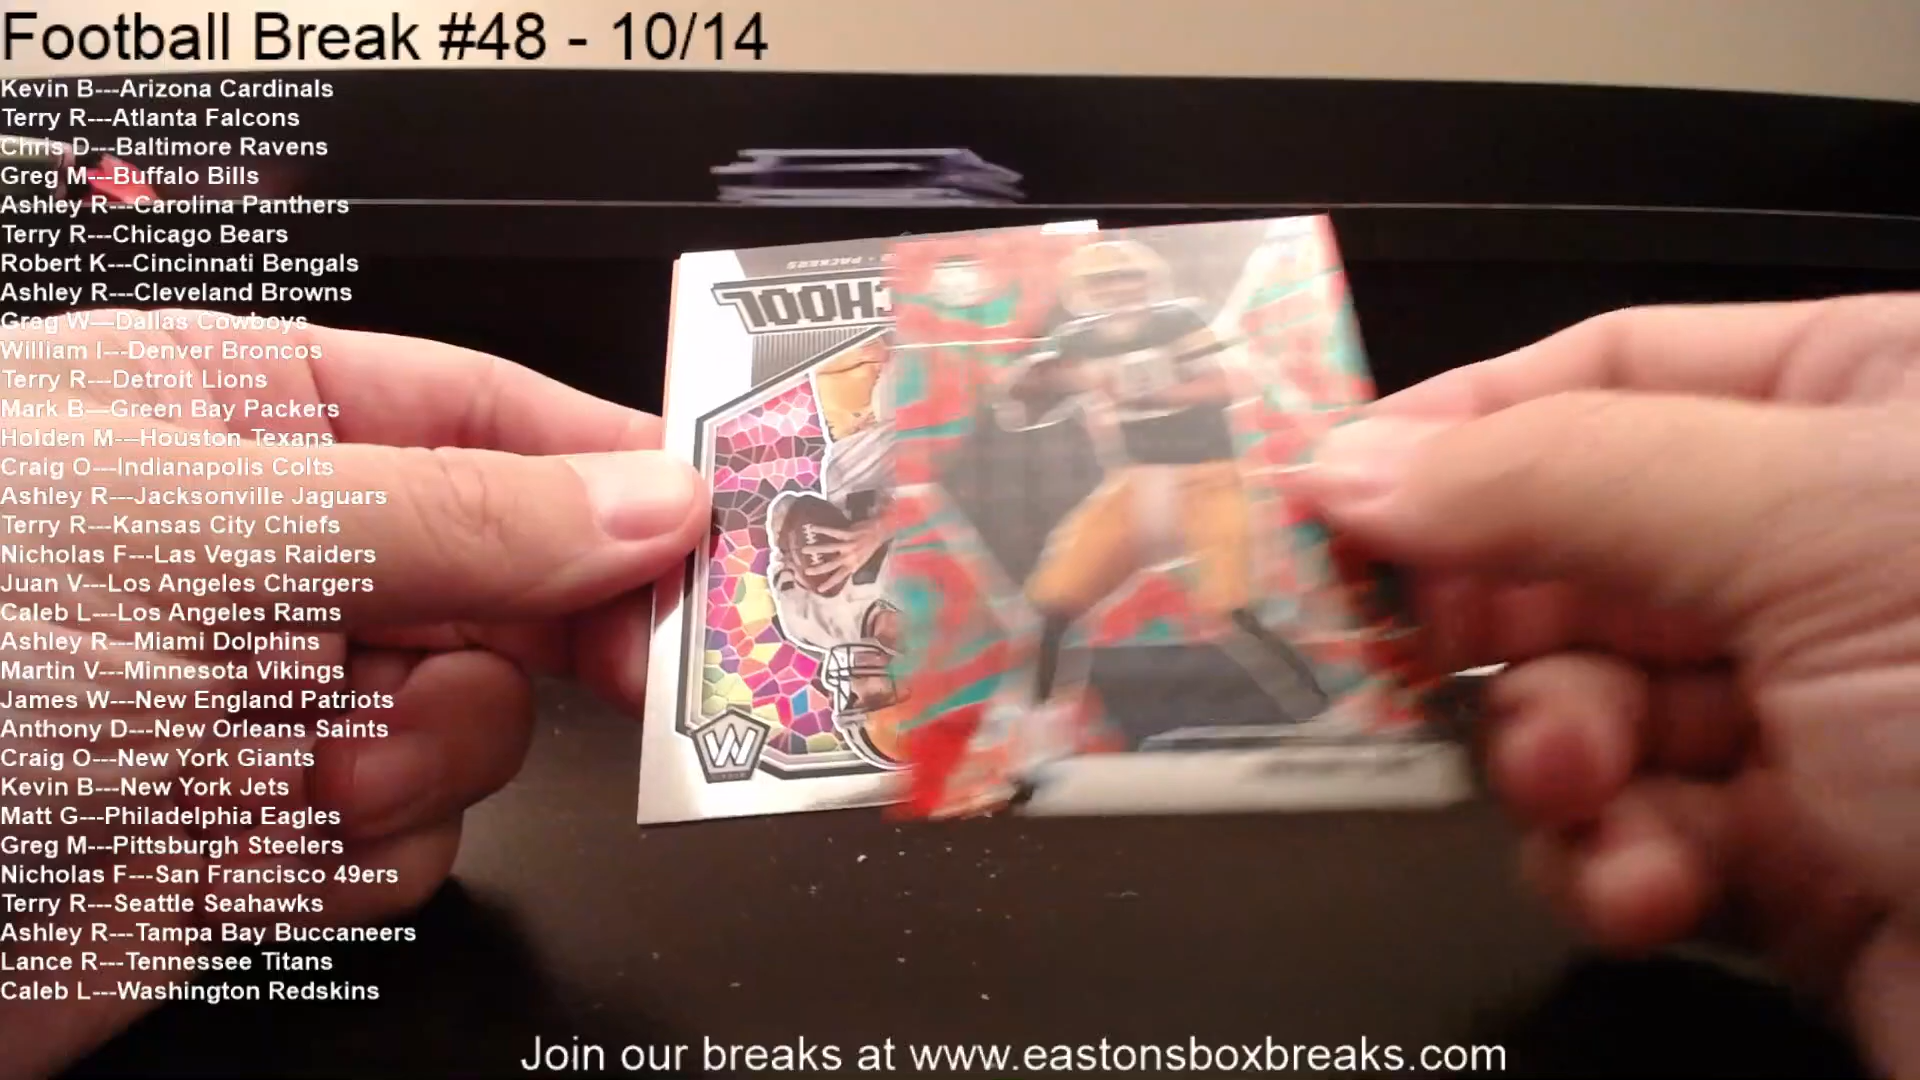 Football Break #48 - 10/14
Kevin B---Arizona Cardinals
Terry R---Atlanta Falcons
Chris D---Baltimore Ravens
Greg M---Buffalo Bills
Ashley R---Carolina Panthers
Terry R---Chicago Bears
Robert K---Cincinnati Bengals
Ashley R---Cleveland Browns
Greg W---Dallas Cowboys
William I---Denver Broncos
Terry R---Detroit Lions
Mark B---Green Bay Packers
Holden M---Houston Texans
Craig O---Indianapolis Colts
Ashley R---Jacksonville Jaguars
Terry R---Kansas City Chiefs
Nicholas F---Las Vegas Raiders
Juan V---Los Angeles Chargers
Caleb L---Los Angeles Rams
Ashley R---Miami Dolphins
Martin V---Minnesota Vikings
James W---New England Patriots
Anthony D---New Orleans Saints
Craig O---New York Giants
Kevin B---New York Jets
Matt G---Philadelphia Eagles
Greg M---Pittsburgh Steelers
Nicholas F---San Francisco 49ers
Terry R---Seattle Seahawks
Ashley R---Tampa Bay Buccaneers
Lance R---Tennessee Titans
Caleb L---Washington Redskins
PACKERS
CHOOL
Join our breaks at www.eastonsboxbreaks.com